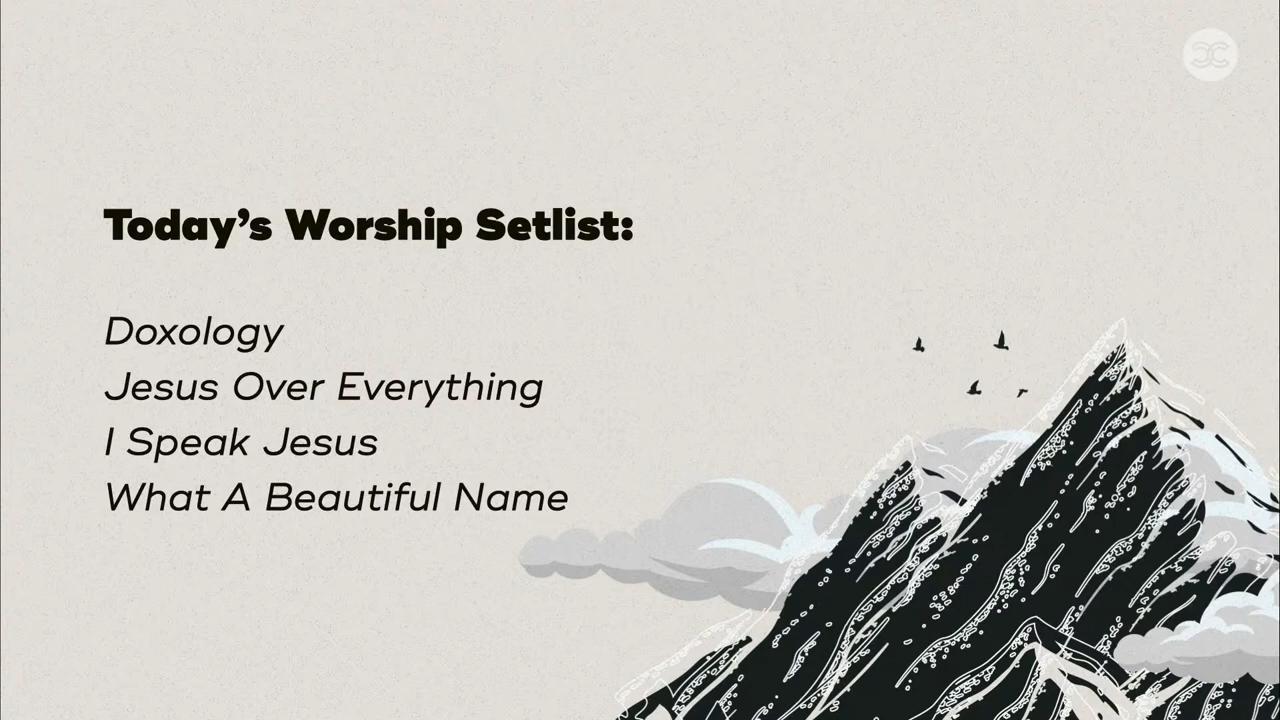 Today's Worship Setlist:
Doxology
Jesus Over Everything
I Speak Jesus
What A Beautiful Name